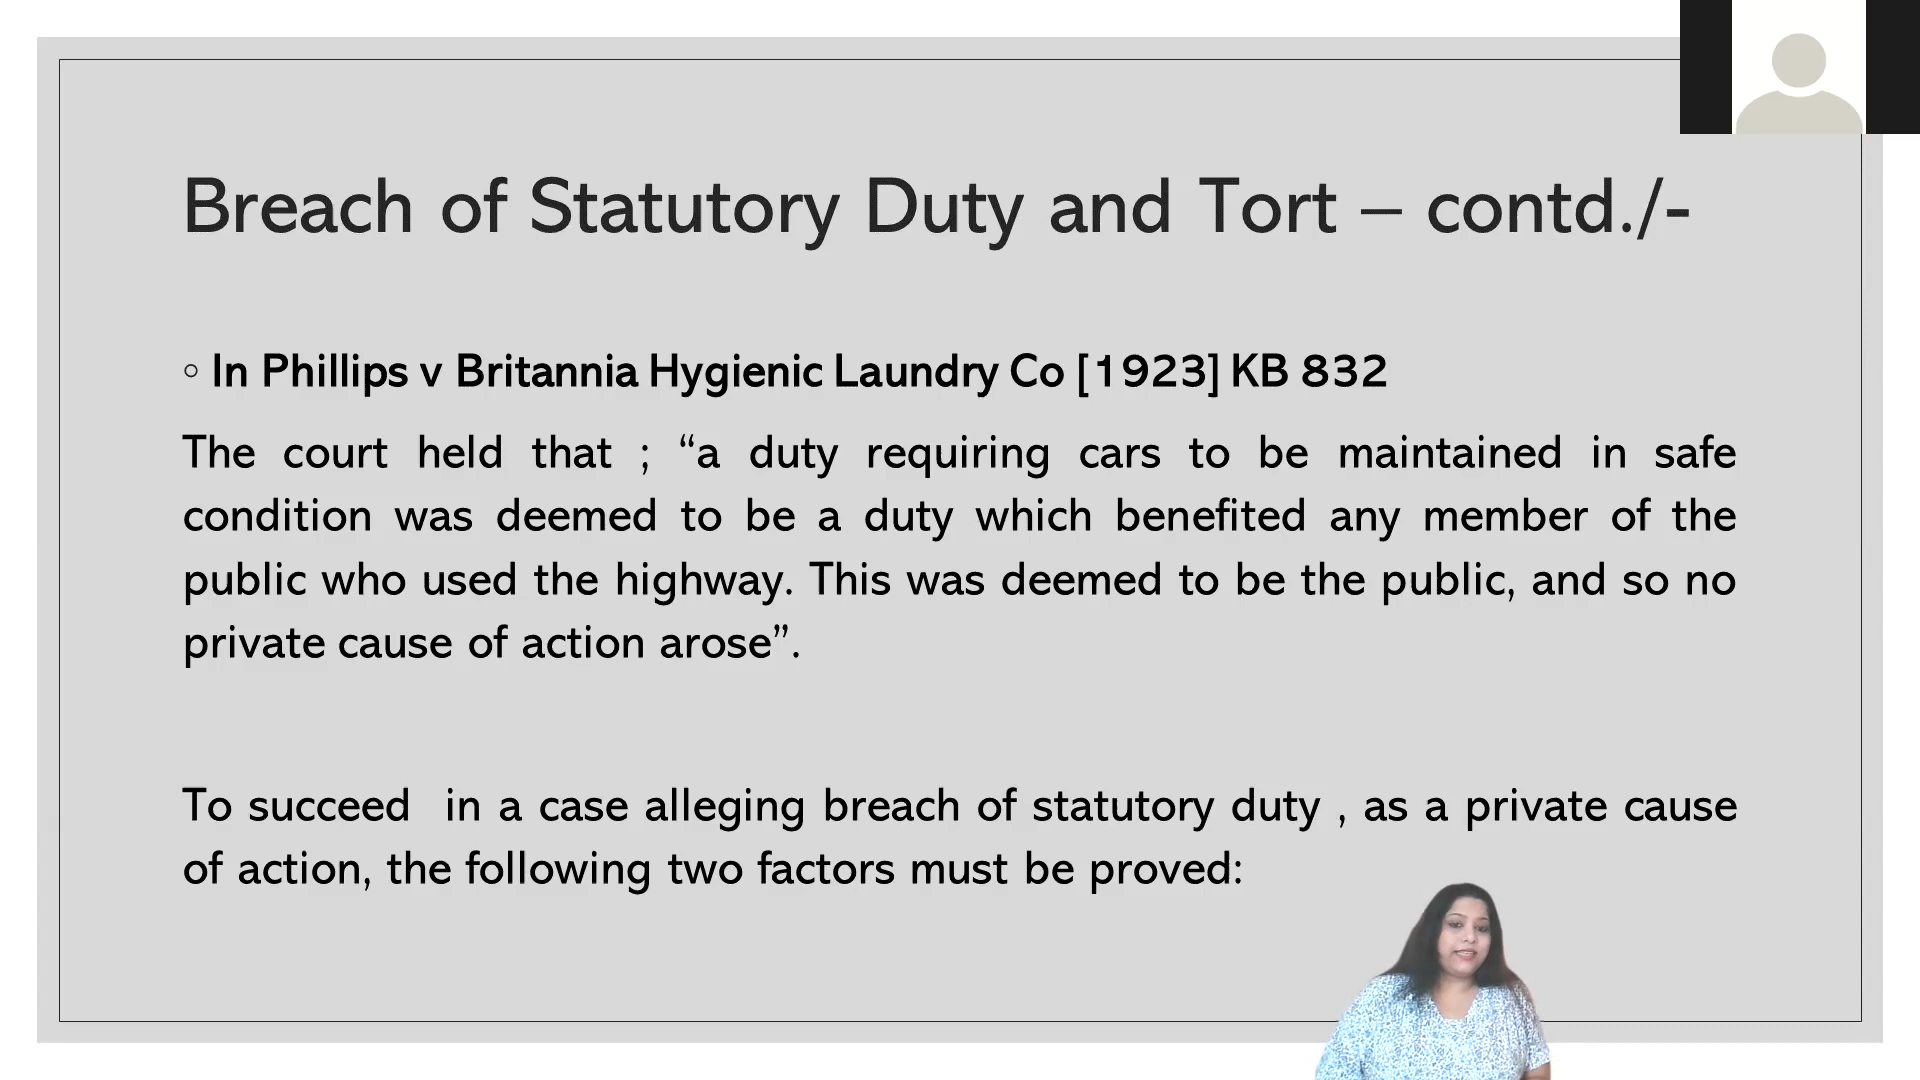 Breach of Statutory Duty and Tort – contd./-
◦ In Phillips v Britannia Hygienic Laundry Co [1923] KB 832
The court held that ; “a duty requiring cars to be maintained in safe
condition was deemed to be a duty which benefited any member of the
public who used the highway. This was deemed to be the public, and so no
private cause of action arose”.
To succeed in a case alleging breach of statutory duty , as a private cause
of action, the following two factors must be proved: